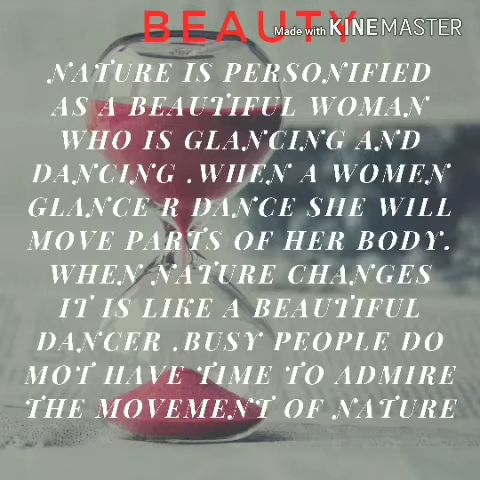 BEAUTY
Made with KINEMASTER
NATURE IS PERSONIFIED
AS A BEAUTIFUL WOMAN
WHO IS GLANCING AND
DANCING .WHEN A WOMEN
GLANCE R DANCE SHE WILL
MOVE PARTS OF HER BODY.
WHEN NATURE CHANGES
IT IS LIKE A BEAUTIFUL
DANCER .BUSY PEOPLE DO
MOT HAVE TIME TO ADMIRE
THE MOVEMENT OF NATURE